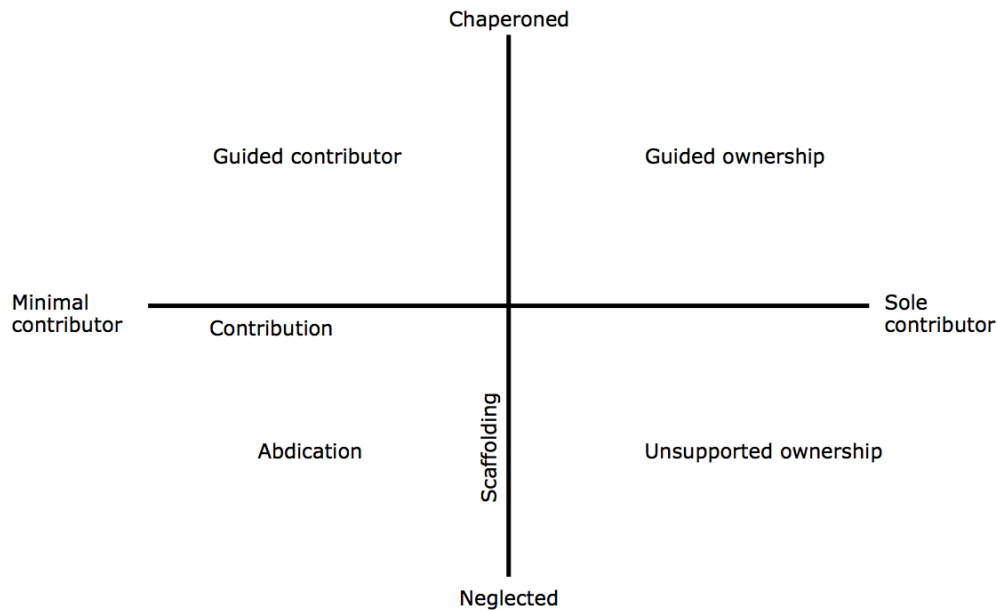 Chaperoned
Guided contributor
Guided ownership
Minimal
contributor
Sole
contributor
Contribution
Scaffolding
Abdication
Unsupported ownership
Neglected